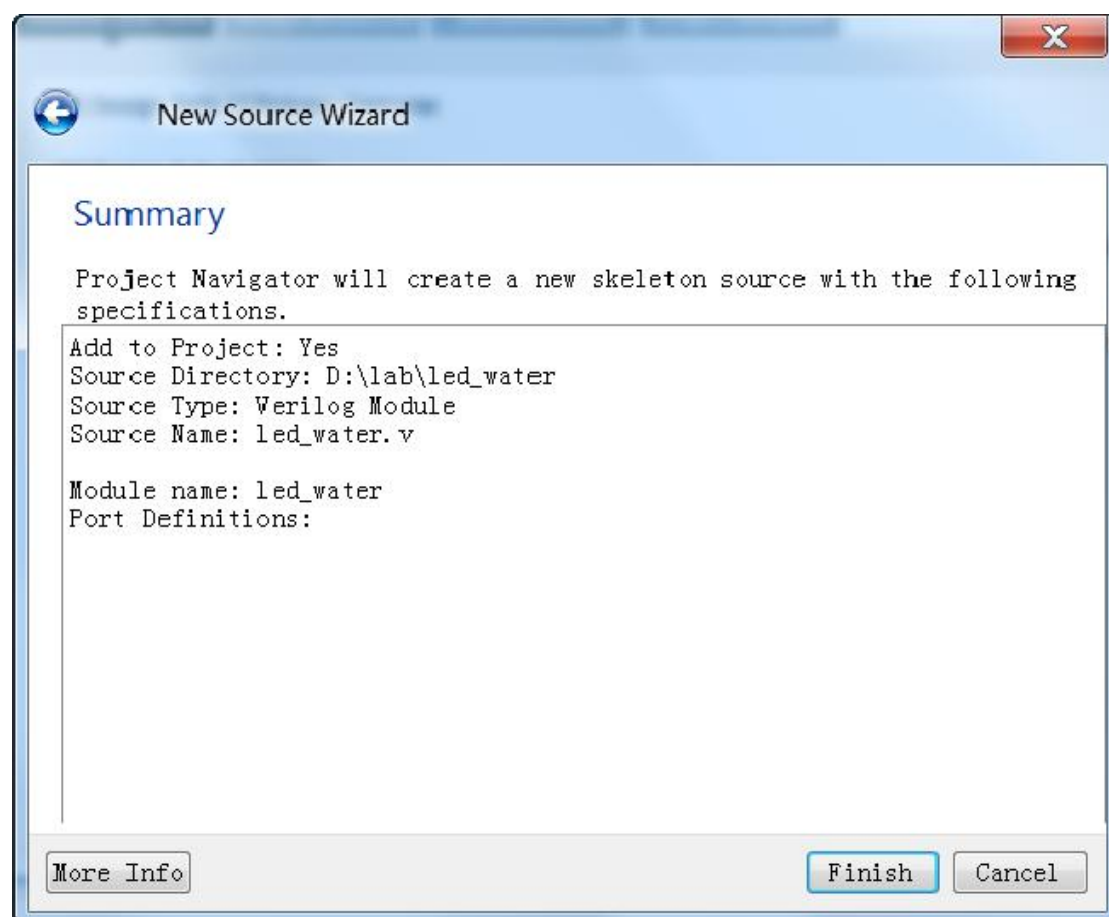 New Source Wizard
Summary
Project Navigator will create a new skeleton source with the following
specifications.
Add to Project: Yes
Source Directory: D:\lab\led_water
Source Type: Verilog Module
Source Name: led_water.v
Module name: led_water
Port Definitions:
More Info
Finish
Cancel